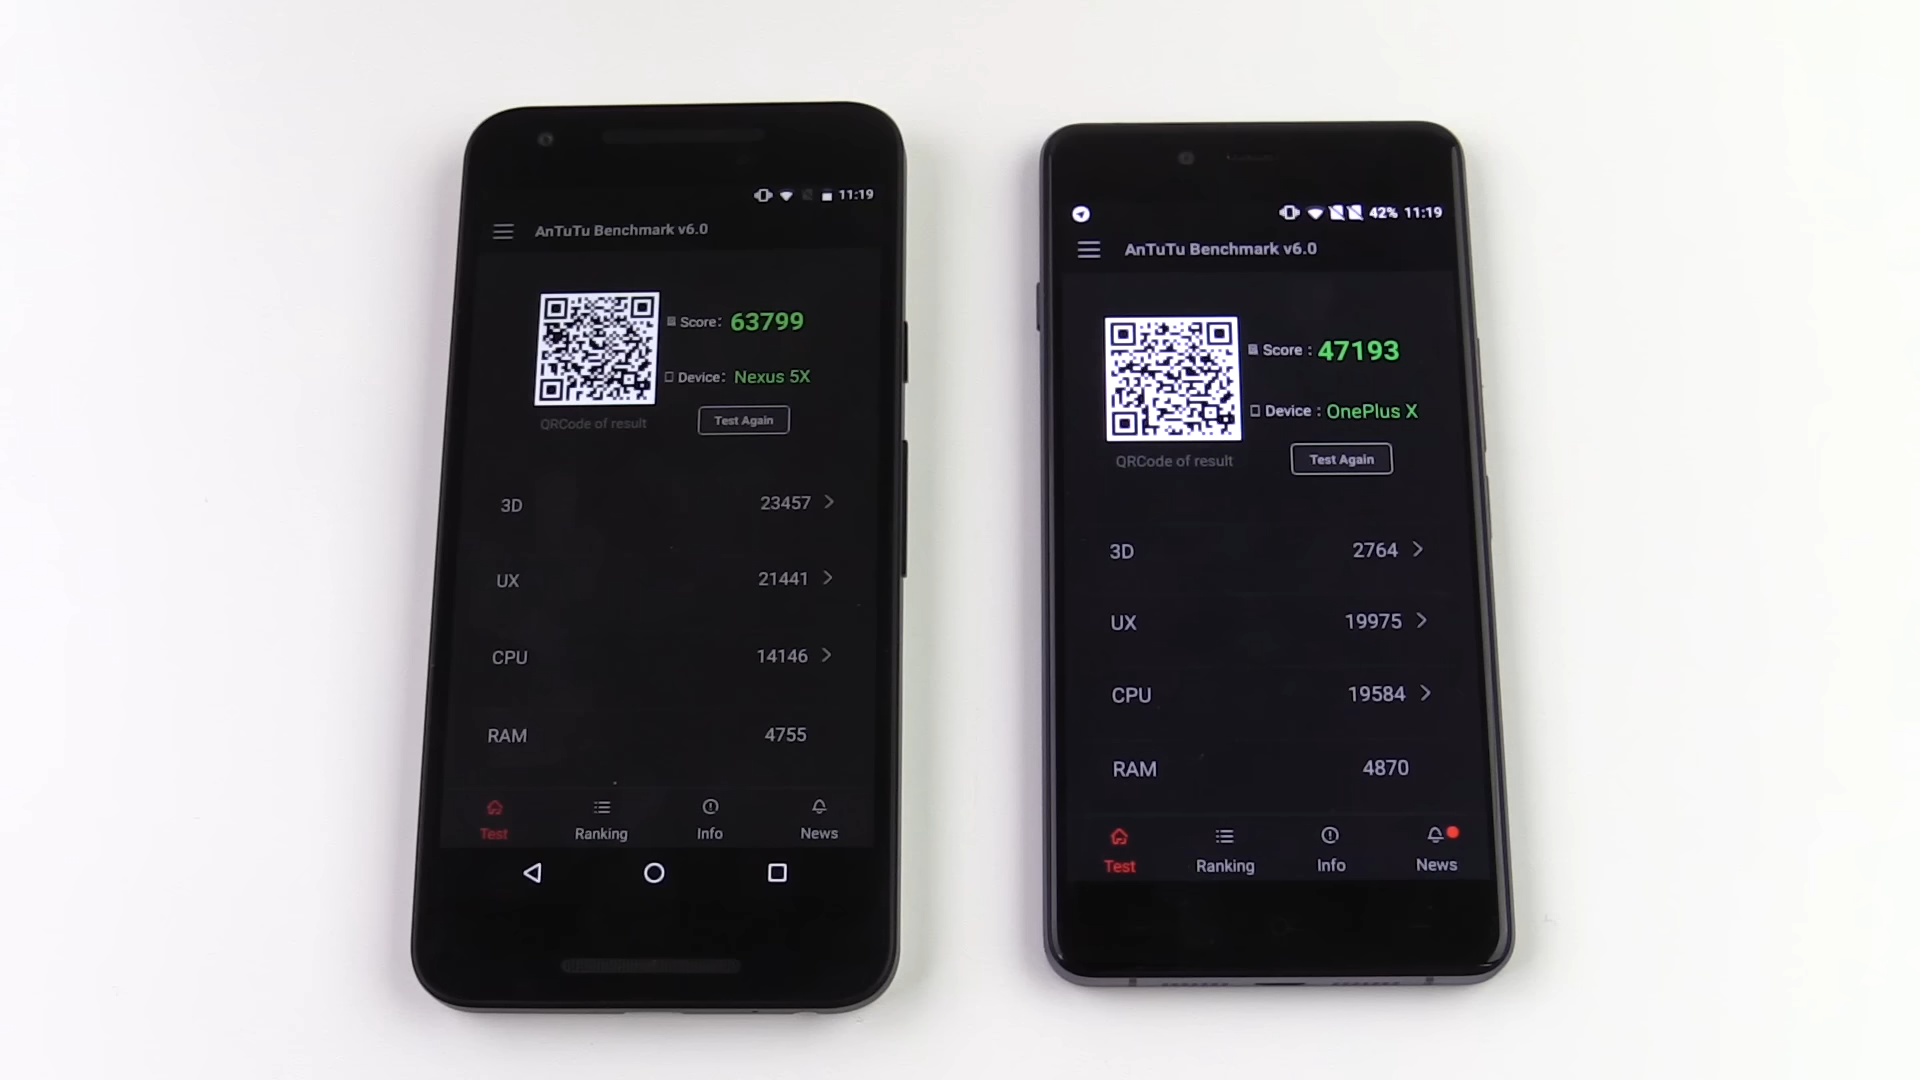 11:19
AnTuTu Benchmark v6.0
Score: 63799
Device: Nexus 5X
QRCode of result
Test Again
3D 23457
UX 21441
CPU 14146
RAM 4755
Test Ranking Info News
42% 11:19
AnTuTu Benchmark v6.0
Score : 47193
Device : OnePlus X
QRCode of result
Test Again
3D 2764
UX 19975
CPU 19584
RAM 4870
Test Ranking Info News